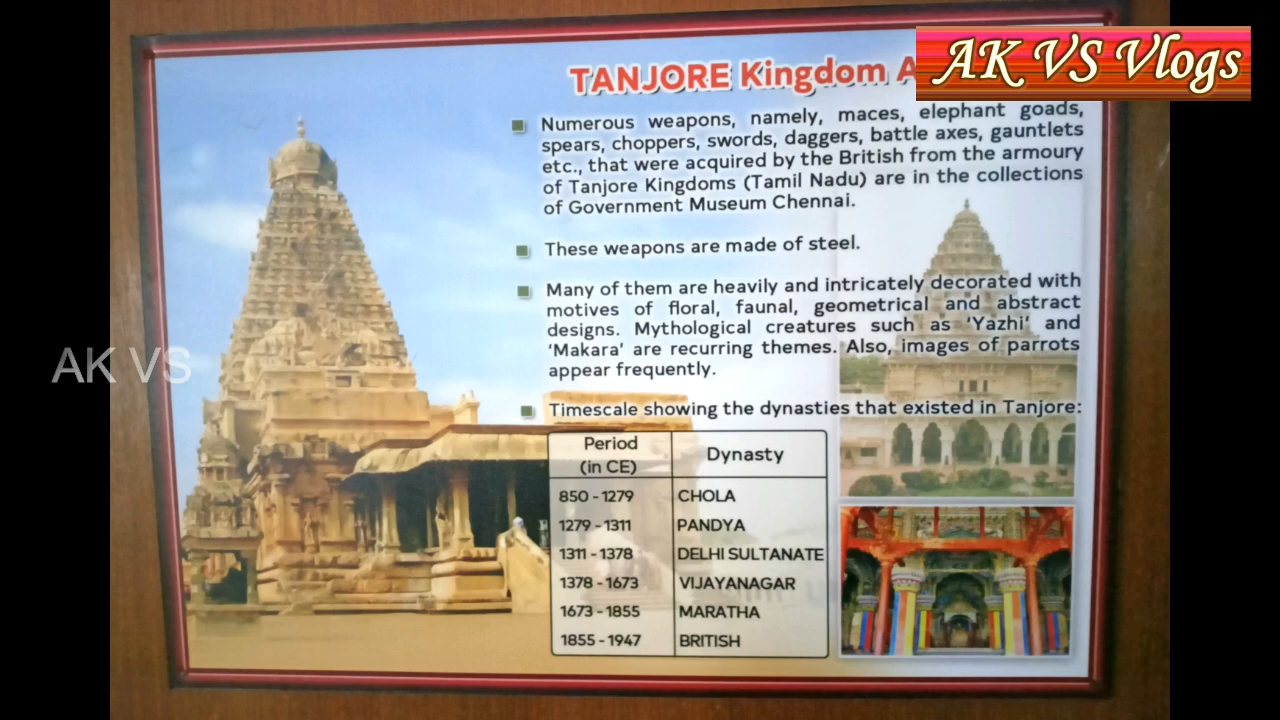 AK VS Vlogs
TANJORE Kingdom
Numerous weapons, namely, maces, elephant goads,
spears, choppers, swords, daggers, battle axes, gauntlets
etc., that were acquired by the British from the armoury
of Tanjore Kingdoms (Tamil Nadu) are in the collections
of Government Museum Chennai.
These weapons are made of steel.
Many of them are heavily and intricately decorated with
motives of floral, faunal, geometrical and abstract
designs. Mythological creatures such as 'Yazhi' and
'Makara' are recurring themes. Also, images of parrots
appear frequently.
Timescale showing the dynasties that existed in Tanjore:
Period
(in CE) Dynasty
850 - 1279 CHOLA
1279 - 1311 PANDYA
1311 - 1378 DELHI SULTANATE
1378 - 1673 VIJAYANAGAR
1673 - 1855 MARATHA
1855 - 1947 BRITISH
AK VS